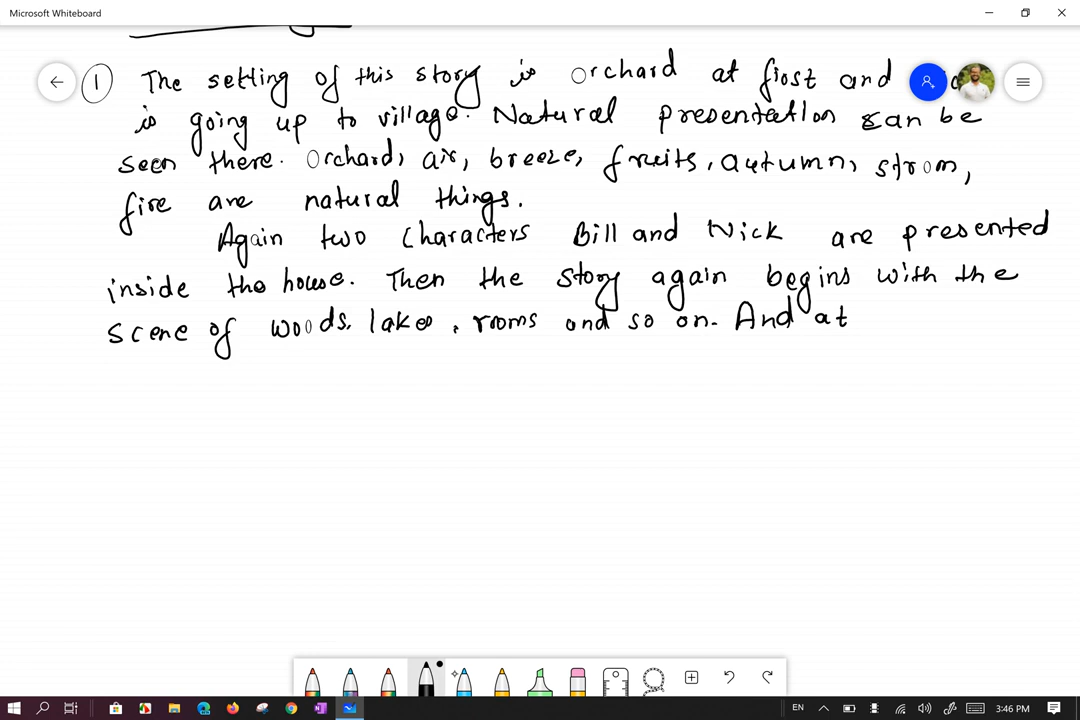 Microsoft Whiteboard
① The setting of this story is orchard at fiost and
is going up to village. Natural presentation can be
seen there. Orchard, air, breeze, fruits, autumn, strom,
fire are natural things.
Again two characters Bill and Nick are presented
inside the house. Then the story again begins with the
scene of woods, lakes, rooms and so on. And at
EN
3:46 PM